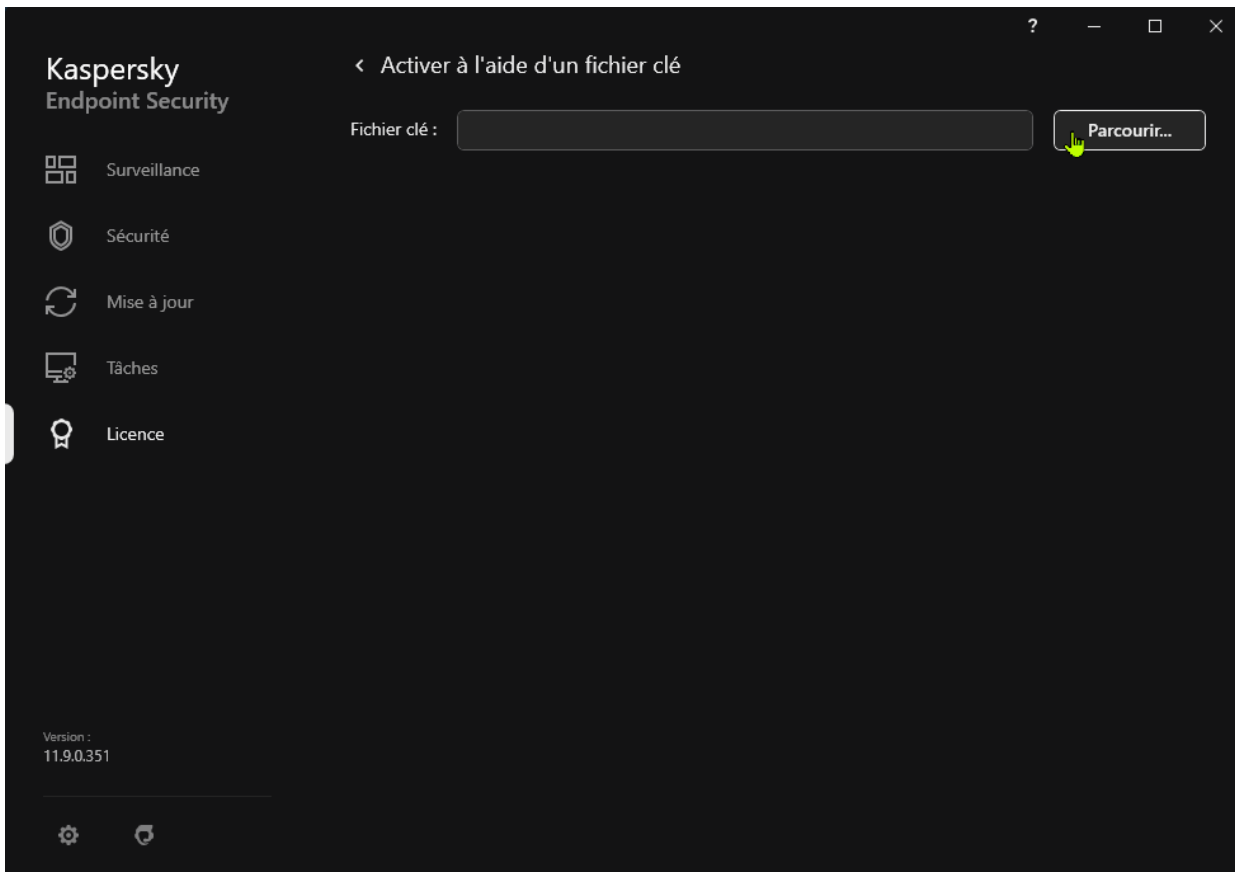 ?
Kaspersky
Endpoint Security
Activer à l'aide d'un fichier clé
Fichier clé :
Parcourir...
Surveillance
Sécurité
Mise à jour
Tâches
Licence
Version :
11.9.0.351